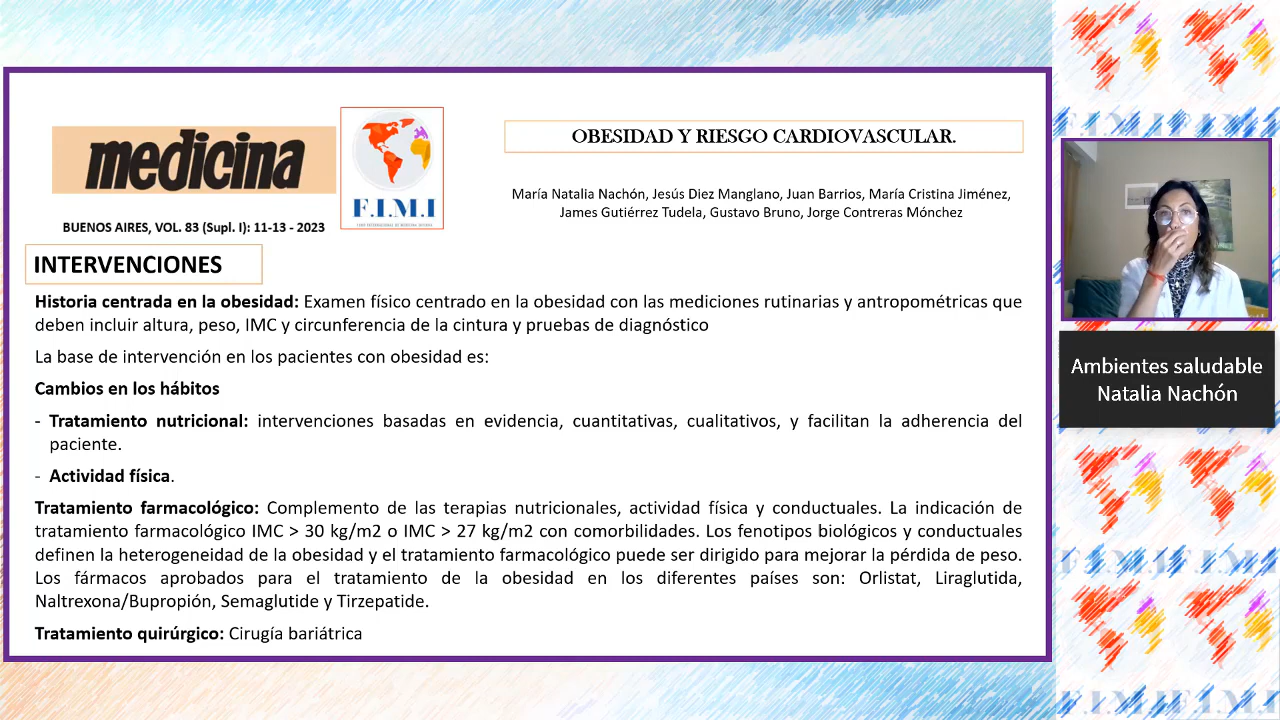 medicina
F.I.M.I
BUENOS AIRES, VOL. 83 (Supl. I): 11-13 - 2023
OBESIDAD Y RIESGO CARDIOVASCULAR.
María Natalia Nachón, Jesús Diez Manglano, Juan Barrios, María Cristina Jiménez,
James Gutiérrez Tudela, Gustavo Bruno, Jorge Contreras Mónchez
INTERVENCIONES
Historia centrada en la obesidad: Examen físico centrado en la obesidad con las mediciones rutinarias y antropométricas que
deben incluir altura, peso, IMC y circunferencia de la cintura y pruebas de diagnóstico
La base de intervención en los pacientes con obesidad es:
Cambios en los hábitos
- Tratamiento nutricional: intervenciones basadas en evidencia, cuantitativas, cualitativos, y facilitan la adherencia del
paciente.
- Actividad física.
Tratamiento farmacológico: Complemento de las terapias nutricionales, actividad física y conductuales. La indicación de
tratamiento farmacológico IMC > 30 kg/m2 o IMC > 27 kg/m2 con comorbilidades. Los fenotipos biológicos y conductuales
definen la heterogeneidad de la obesidad y el tratamiento farmacológico puede ser dirigido para mejorar la pérdida de peso.
Los fármacos aprobados para el tratamiento de la obesidad en los diferentes países son: Orlistat, Liraglutida,
Naltrexona/Bupropión, Semaglutide y Tirzepatide.
Tratamiento quirúrgico: Cirugía bariátrica
Ambientes saludable
Natalia Nachón
F.I.M.I F.I.M.I
F.I.M.I F.I.M.I
F.I.M.I F.I.M.I